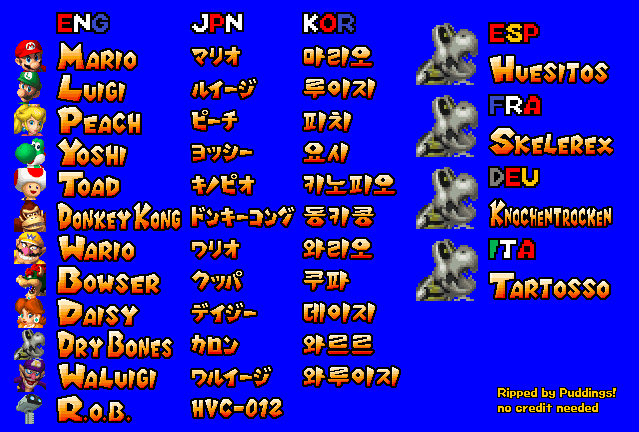 ENG JPN KOR
MARIO マリオ 마리오
LUIGI ルイージ 루이지
PEACH ピーチ 피치
YOSHI ヨッシー 요시
TOAD キノピオ 키노피오
DONKEY KONG ドンキーコング 동키콩
WARIO ワリオ 와리오
BOWSER クッパ 쿠파
DAISY デイジー 데이지
DRY BONES カロン 와르르
WALUIGI ワルイージ 와루이지
R.O.B. HVC-012
ESP
HUESITOS
FRA
SKELEREX
DEU
KNOCHENTROCKEN
ITA
TARTOSSO
Ripped by Puddings!
no credit needed